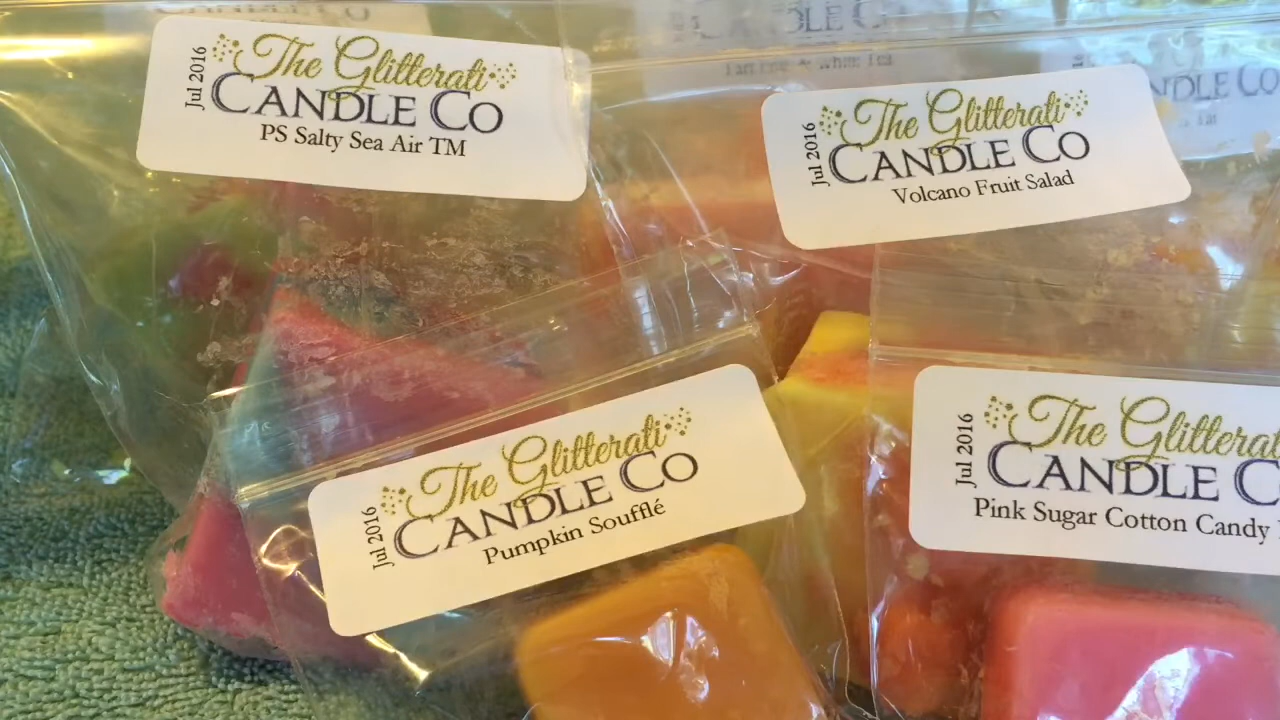 Jul 2016
The Glitterati
CANDLE CO
PS Salty Sea Air TM
Jul 2016
The Glitterati
CANDLE CO
Volcano Fruit Salad
Jul 2016
The Glitterati
CANDLE CO
Pumpkin Soufflé
Jul 2016
The Glitterati
CANDLE C
Pink Sugar Cotton Candy